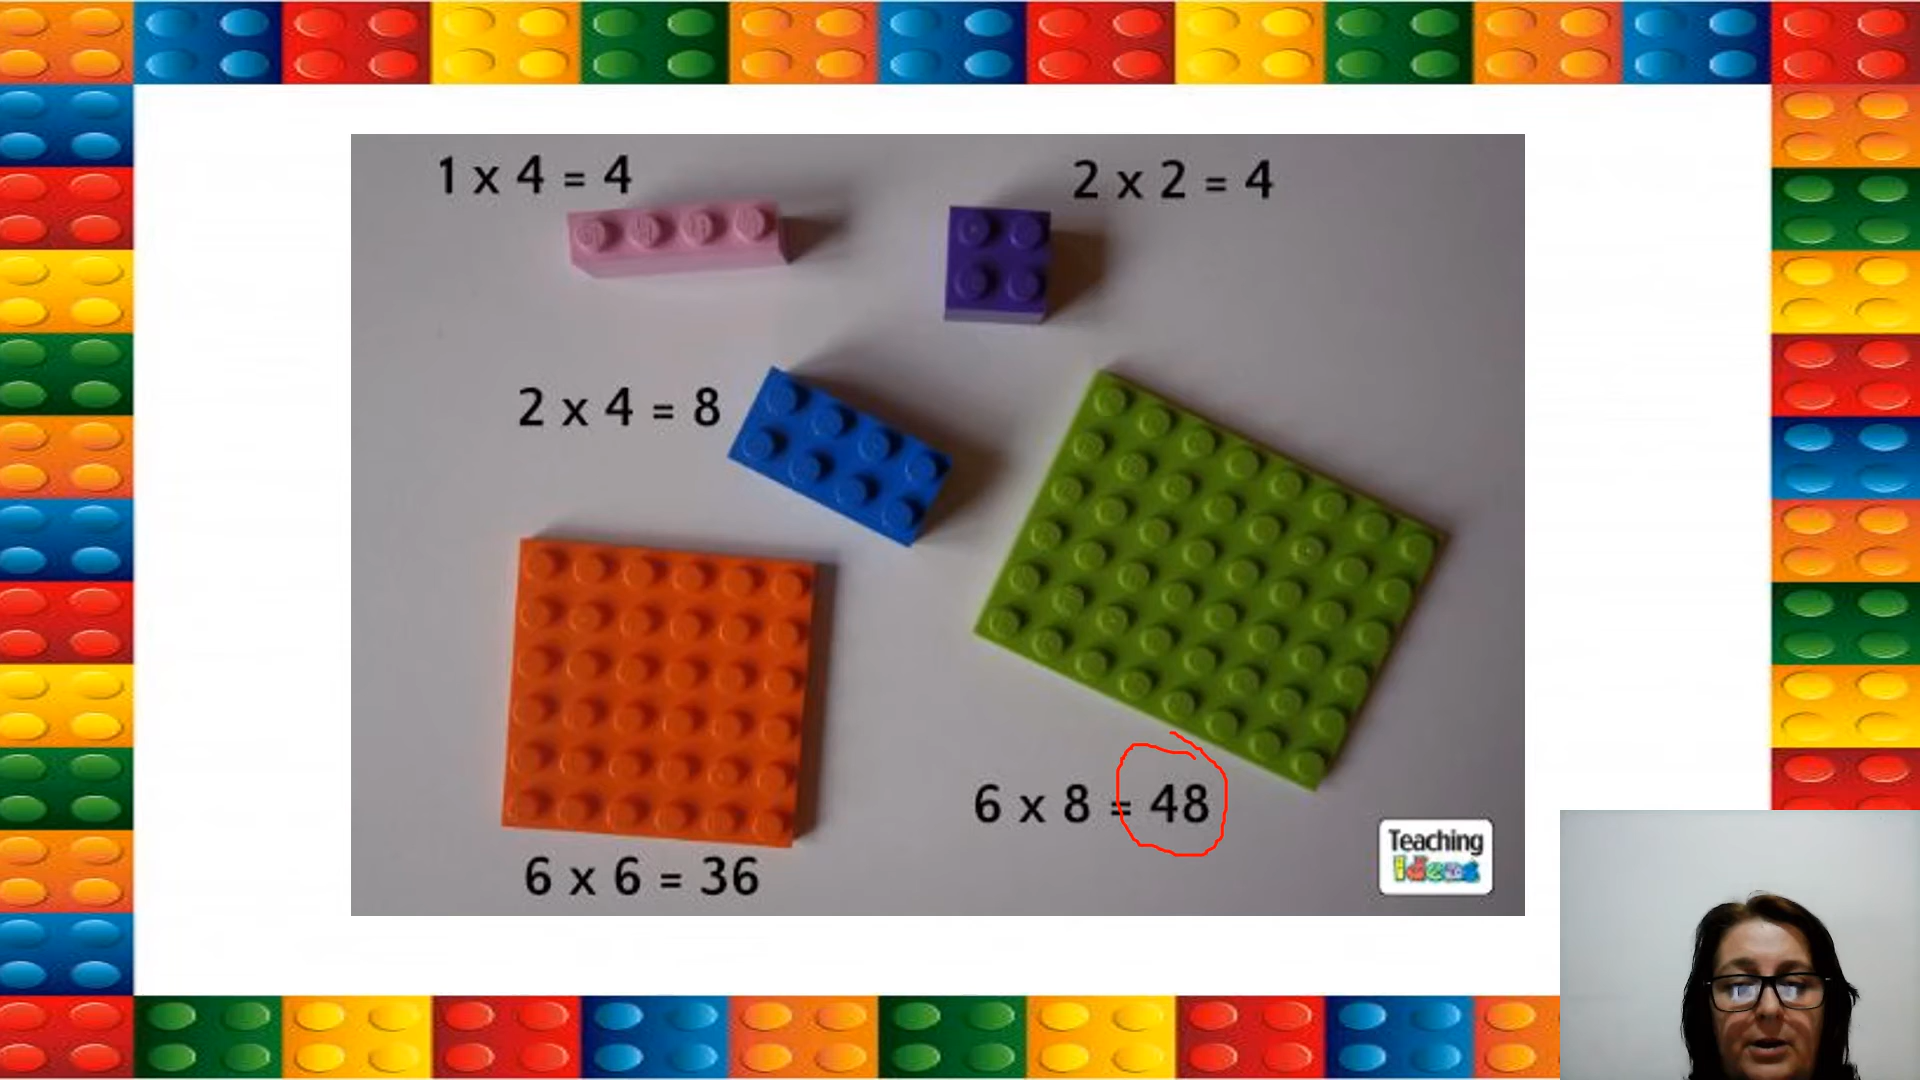 1 x 4 = 4
2 x 2 = 4
2 x 4 = 8
6 x 8 = 48
6 x 6 = 36
Teaching
Ideas